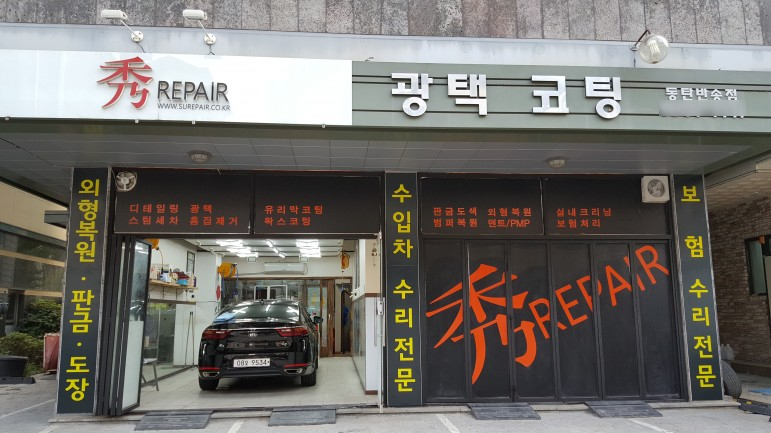 秀 REPAIR
WWW.SUREPAIR.CO.KR
광택 코팅
동탄반송점
외형복원·판금·도장
디테일링 광택
스팀세차 흠집제거
유리막코팅
왁스코팅
수입차 수리전문
판금도색 외형복원
범퍼복원 덴트/PMP
실내크리닝
보험처리
보험 수리전문
秀REPAIR
9534